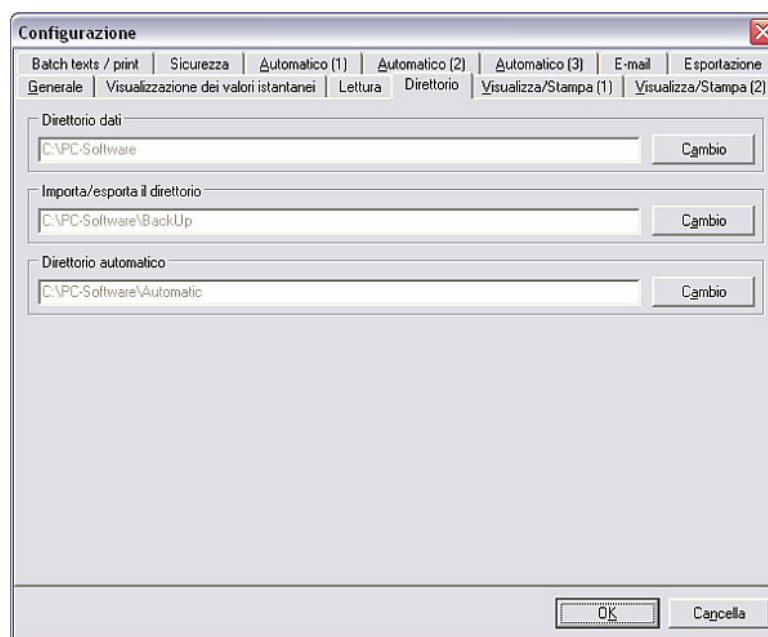 Configurazione
Batch texts / print Sicurezza Automatico (1) Automatico (2) Automatico (3) E-mail Esportazione
Generale Visualizzazione dei valori istantanei Lettura Direttorio Visualizza/Stampa (1) Visualizza/Stampa (2)
Direttorio dati
C:\PC-Software Cambio
Importa/esporta il direttorio
C:\PC-Software\BackUp Cambio
Direttorio automatico
C:\PC-Software\Automatic Cambio
OK Cancella